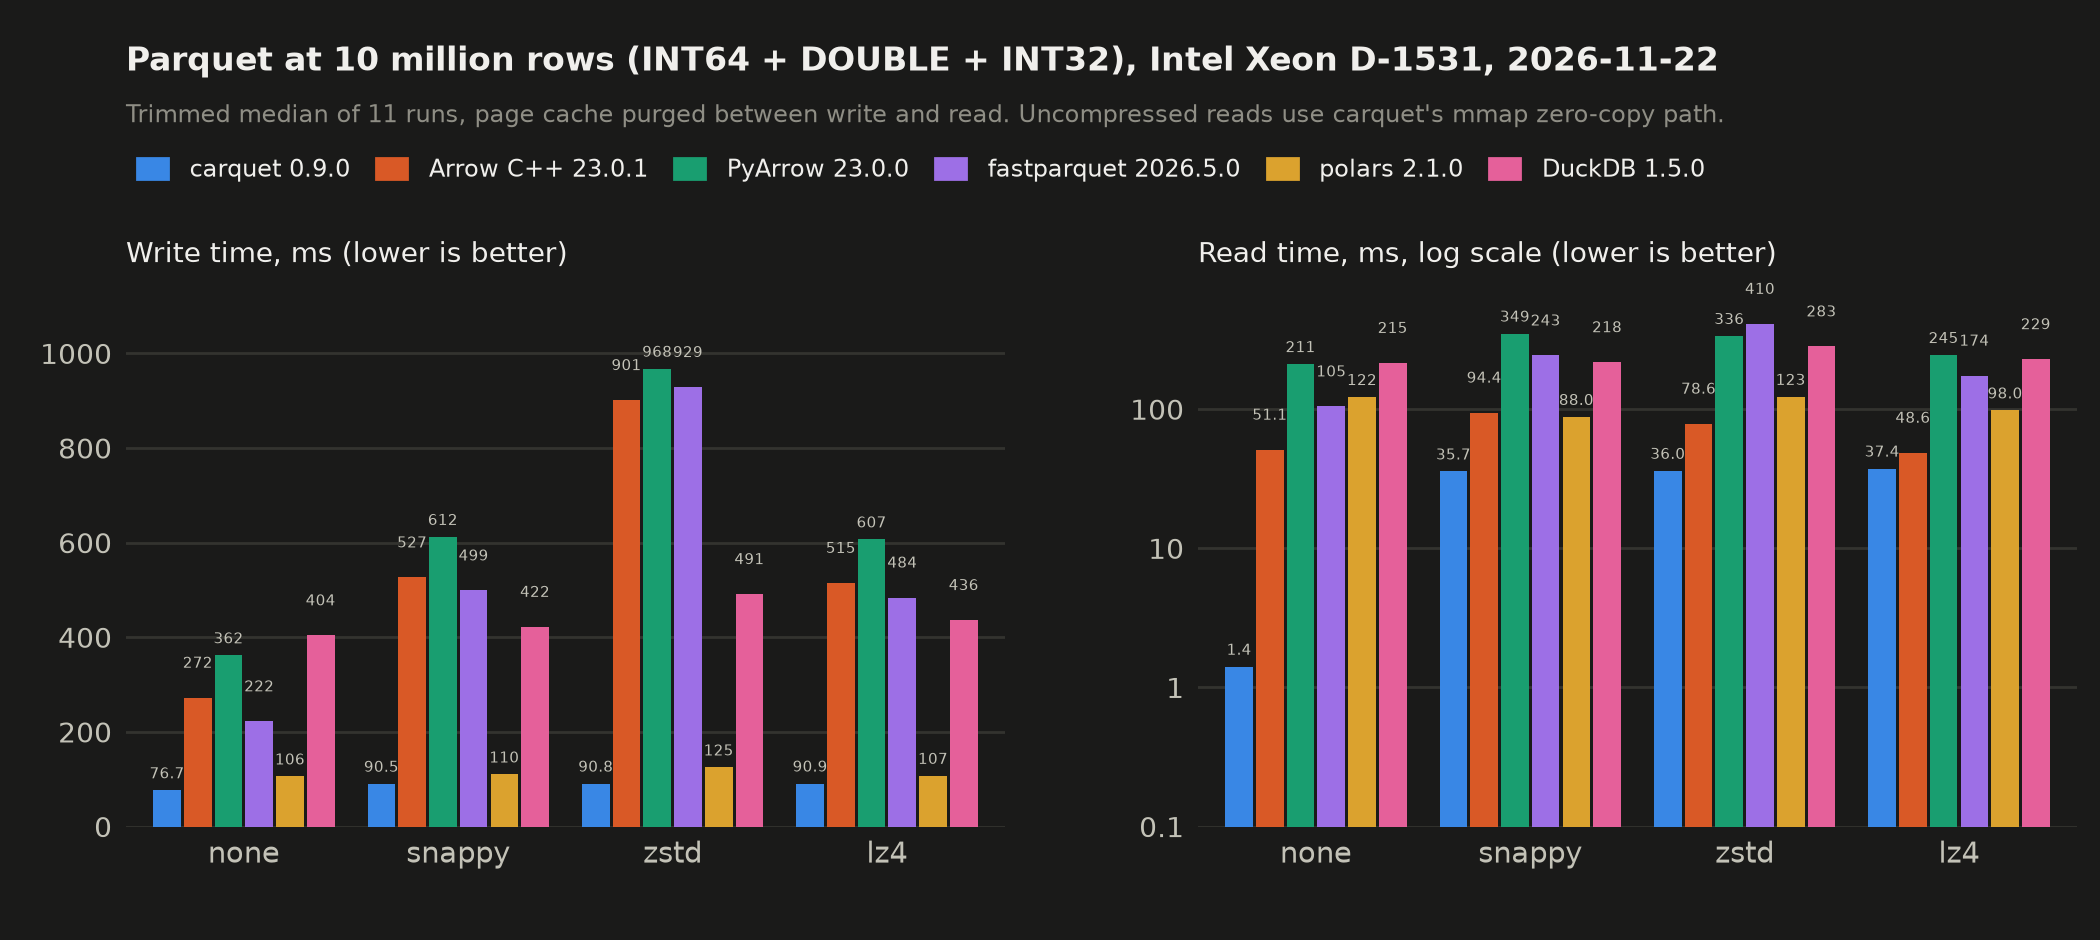 Parquet at 10 million rows (INT64 + DOUBLE + INT32), Intel Xeon D-1531, 2026-11-22
Trimmed median of 11 runs, page cache purged between write and read. Uncompressed reads use carquet's mmap zero-copy path.
carquet 0.9.0 Arrow C++ 23.0.1 PyArrow 23.0.0 fastparquet 2026.5.0 polars 2.1.0 DuckDB 1.5.0
Write time, ms (lower is better)
1000
800
600
400
200
0
76.7 272 362 222 106 404
90.5 527 612 499 110 422
90.8 901 968 929 125 491
90.9 515 607 484 107 436
none snappy zstd lz4
Read time, ms, log scale (lower is better)
100
10
1
0.1
1.4 51.1 211 105 122 215
35.7 94.4 349 243 88.0 218
36.0 78.6 336 410 123 283
37.4 48.6 245 174 98.0 229
none snappy zstd lz4